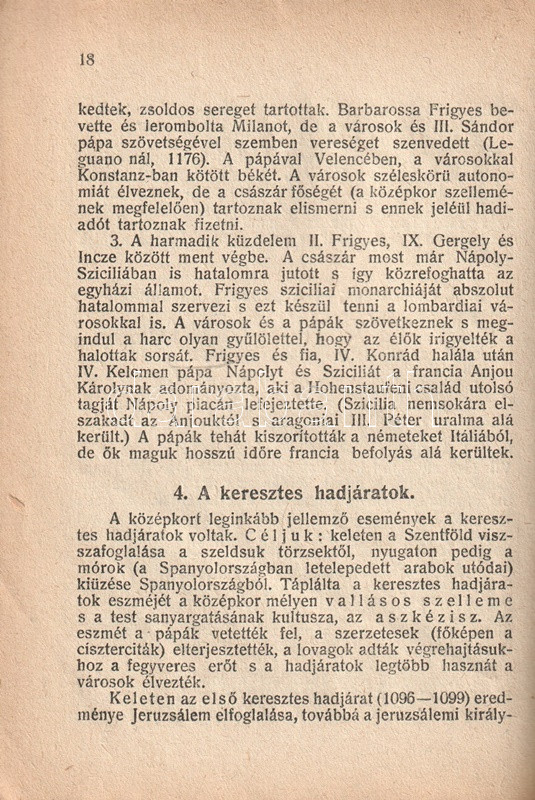 18
kedtek, zsoldos sereget tartottak. Barbarossa Frigyes be-
vette és lerombolta Milanot, de a városok és III. Sándor
pápa szövetségével szemben vereséget szenvedett (Le-
guano nál, 1176). A pápával Velencében, a városokkal
Konstanz-ban kötött békét. A városok széleskörü autono-
miát élveznek, de a császár főségét (a középkor szellemé-
nek megfelelően) tartoznak elismerni s ennek jeléül hadi-
adót tartoznak fizetni.
3. A harmadik küzdelem II. Frigyes, IX. Gergely és
Incze között ment végbe. A császár most már Nápoly-
Sziciliában is hatalomra jutott s igy közrefoghatta az
egyházi államot. Frigyes sziciliai monarchiáját abszolut
hatalommal szervezi s ezt készül tenni a lombardiai vá-
rosokkal is. A városok és a pápák szövetkeznek s meg-
indul a harc olyan gyűlölettel, hogy az élők irigyelték a
halottak sorsát. Frigyes és fia, IV. Konrád halála után
IV. Kelemen pápa Nápolyt és Sziciliát a francia Anjou
Károlynak adományozta, aki a Hohenstaufen család utolsó
tagját Nápoly piacán lefejeztette. (Szicilia nemsokára el-
szakadt az Anjouktól s aragoniai III. Péter uralma alá
került.) A pápák tehát kiszorították a németeket Itáliából,
de ők maguk hosszú időre francia befolyás alá kerültek.
4. A keresztes hadjáratok.
A középkort leginkább jellemző események a keresz-
tes hadjáratok voltak. Céljuk: keleten a Szentföld visz-
szafoglalása a szeldsuk törzsektől, nyugaton pedig a
mórok (a Spanyolországban letelepedett arabok utódai)
kiüzése Spanyolországból. Táplálta a keresztes hadjára-
tok eszméjét a középkor mélyen vallásos szelleme
s a test sanyargatásának kultusza, az aszkézisz. Az
eszmét a pápák vetették fel, a szerzetesek (főképen a
ciszterciták) elterjesztették, a lovagok adták végrehajtásuk-
hoz a fegyveres erőt s a hadjáratok legtöbb hasznát a
városok élvezték.
Keleten az első keresztes hadjárat (1096—1099) ered-
ménye Jeruzsálem elfoglalása, továbbá a jeruzsálemi király-